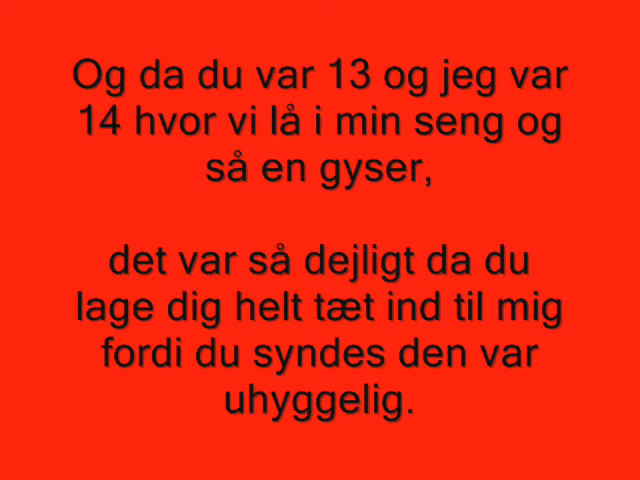 Og da du var 13 og jeg var
14 hvor vi lå i min seng og
så en gyser,
det var så dejligt da du
lage dig helt tæt ind til mig
fordi du syndes den var
uhyggelig.